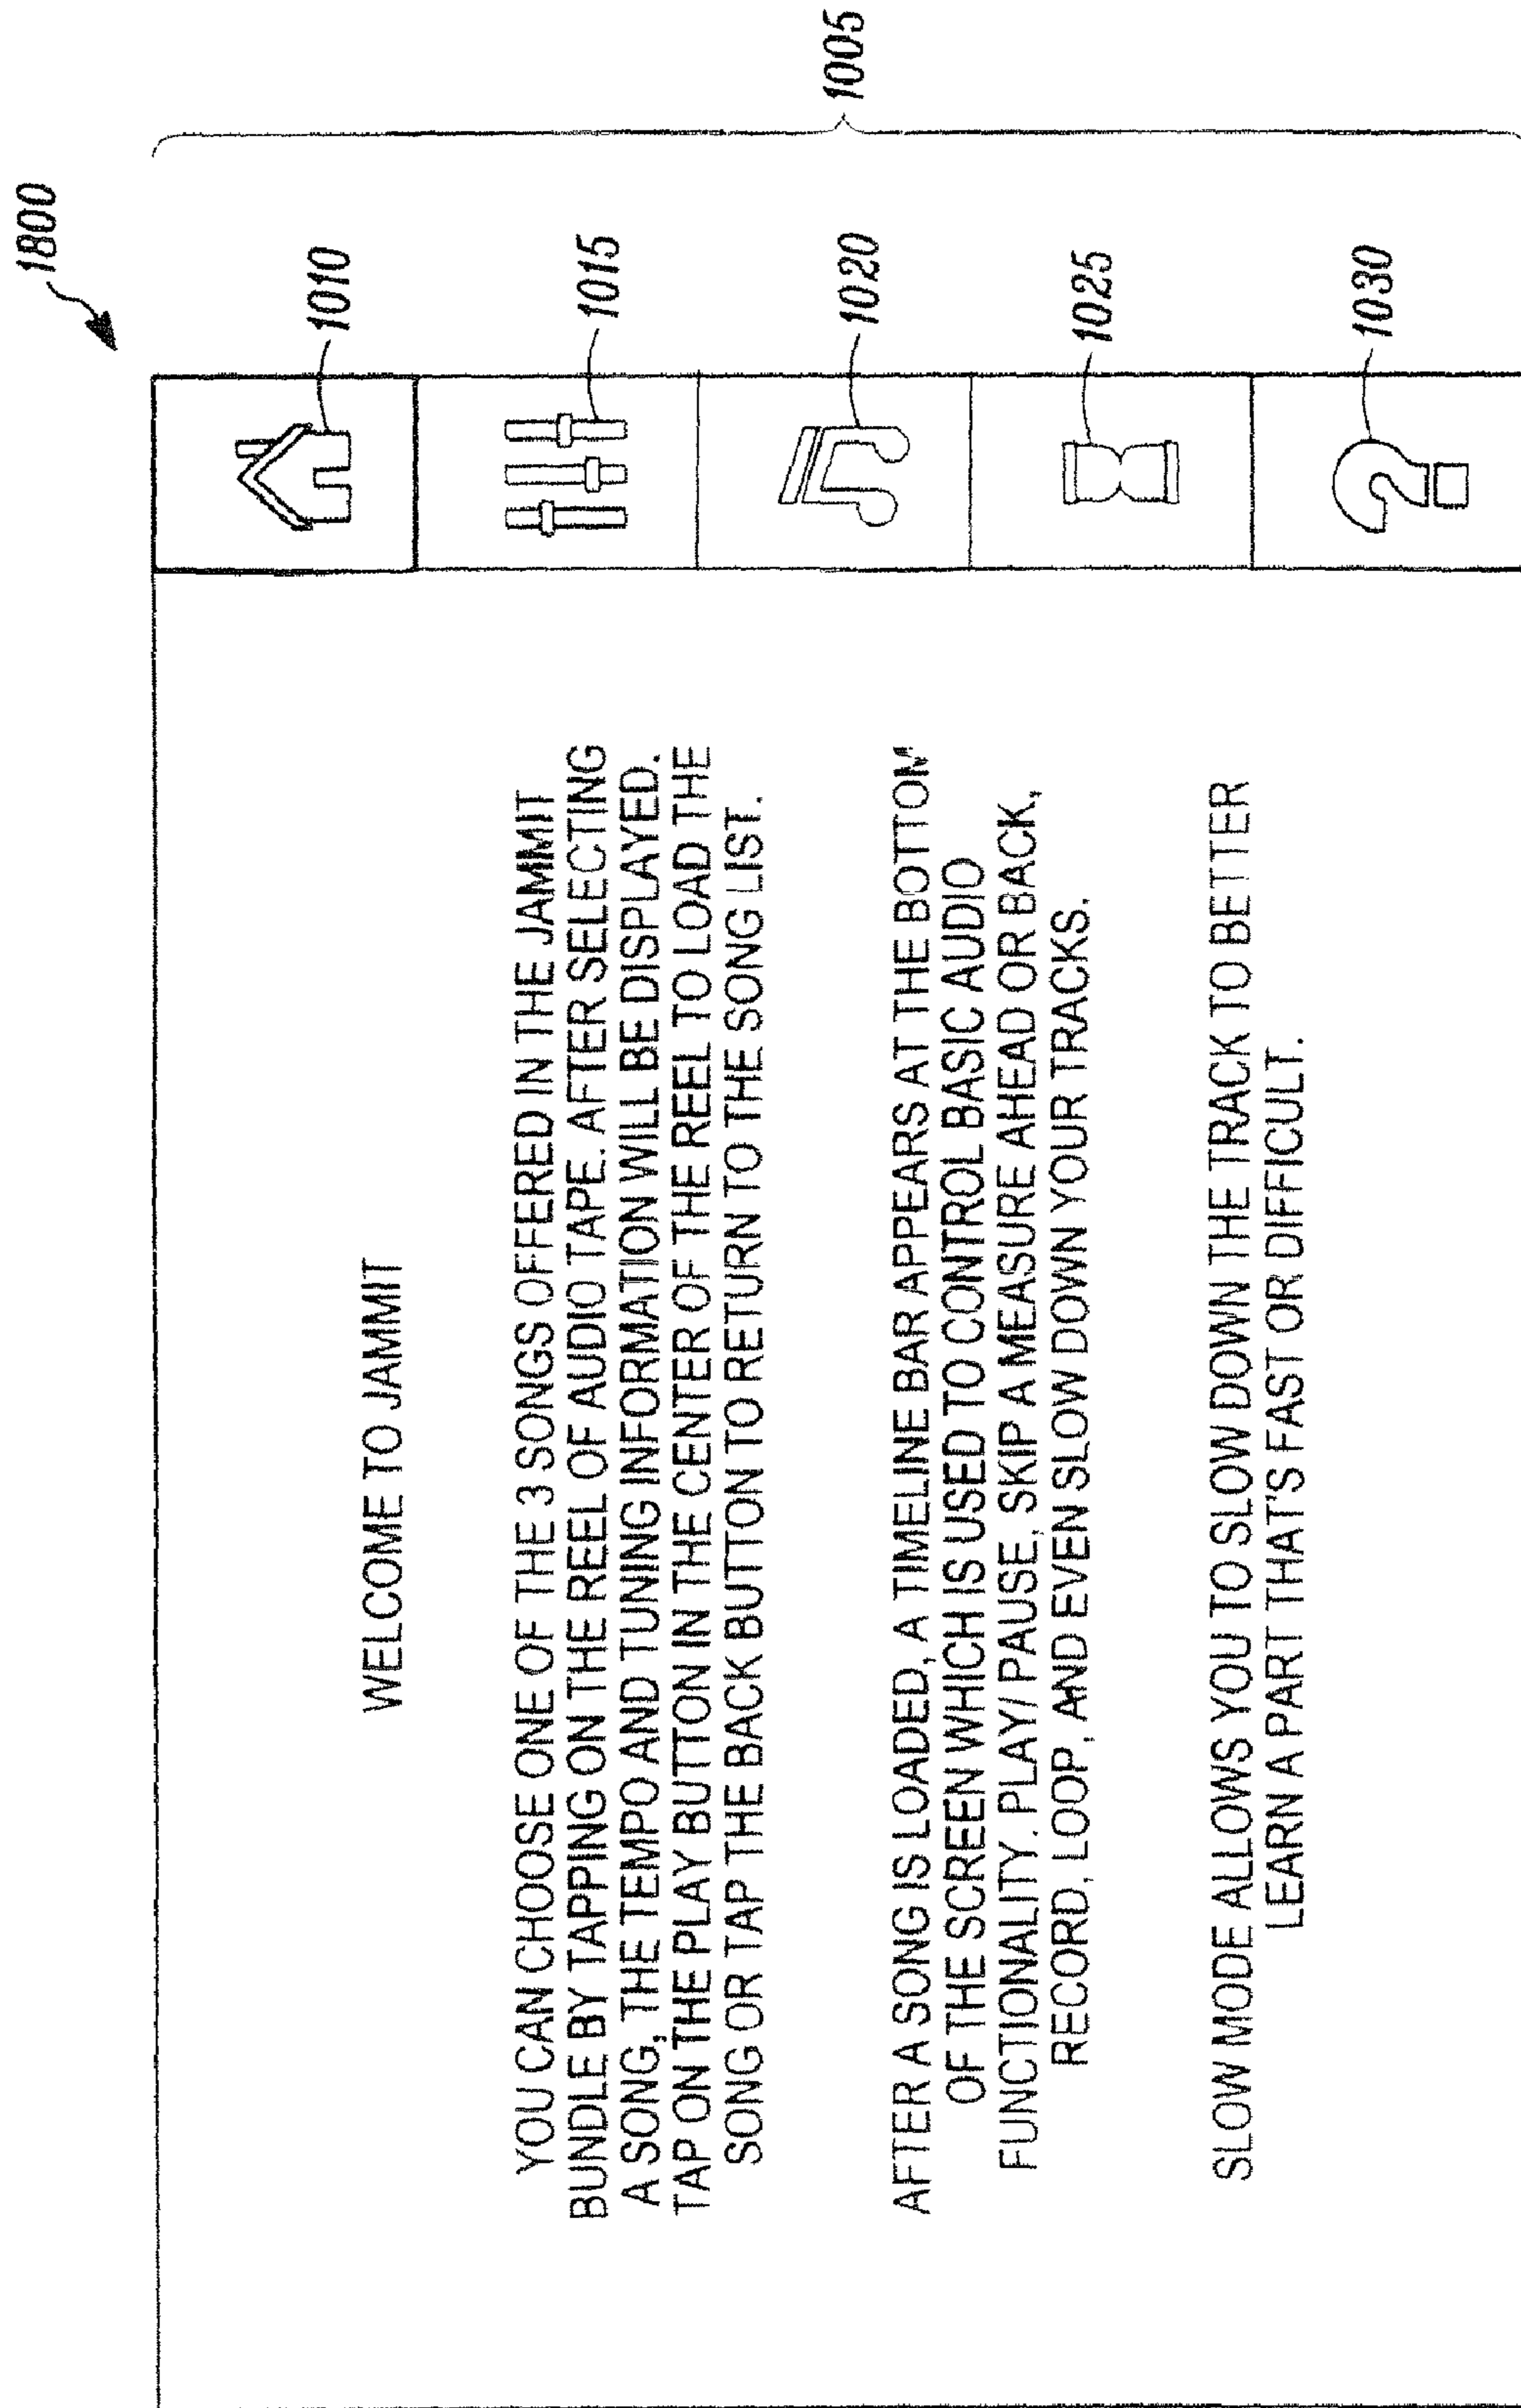 1800
WELCOME TO JAMMIT
YOU CAN CHOOSE ONE OF THE 3 SONGS OFFERED IN THE JAMMIT
BUNDLE BY TAPPING ON THE REEL OF AUDIO TAPE. AFTER SELECTING
A SONG, THE TEMPO AND TUNING INFORMATION WILL BE DISPLAYED.
TAP ON THE PLAY BUTTON IN THE CENTER OF THE REEL TO LOAD THE
SONG OR TAP THE BACK BUTTON TO RETURN TO THE SONG LIST.
AFTER A SONG IS LOADED, A TIMELINE BAR APPEARS AT THE BOTTOM
OF THE SCREEN WHICH IS USED TO CONTROL BASIC AUDIO
FUNCTIONALITY. PLAY/ PAUSE, SKIP A MEASURE AHEAD OR BACK,
RECORD, LOOP, AND EVEN SLOW DOWN YOUR TRACKS.
SLOW MODE ALLOWS YOU TO SLOW DOWN THE TRACK TO BETTER
LEARN A PART THAT'S FAST OR DIFFICULT.
1010
1015
1020
1025
1030
1005